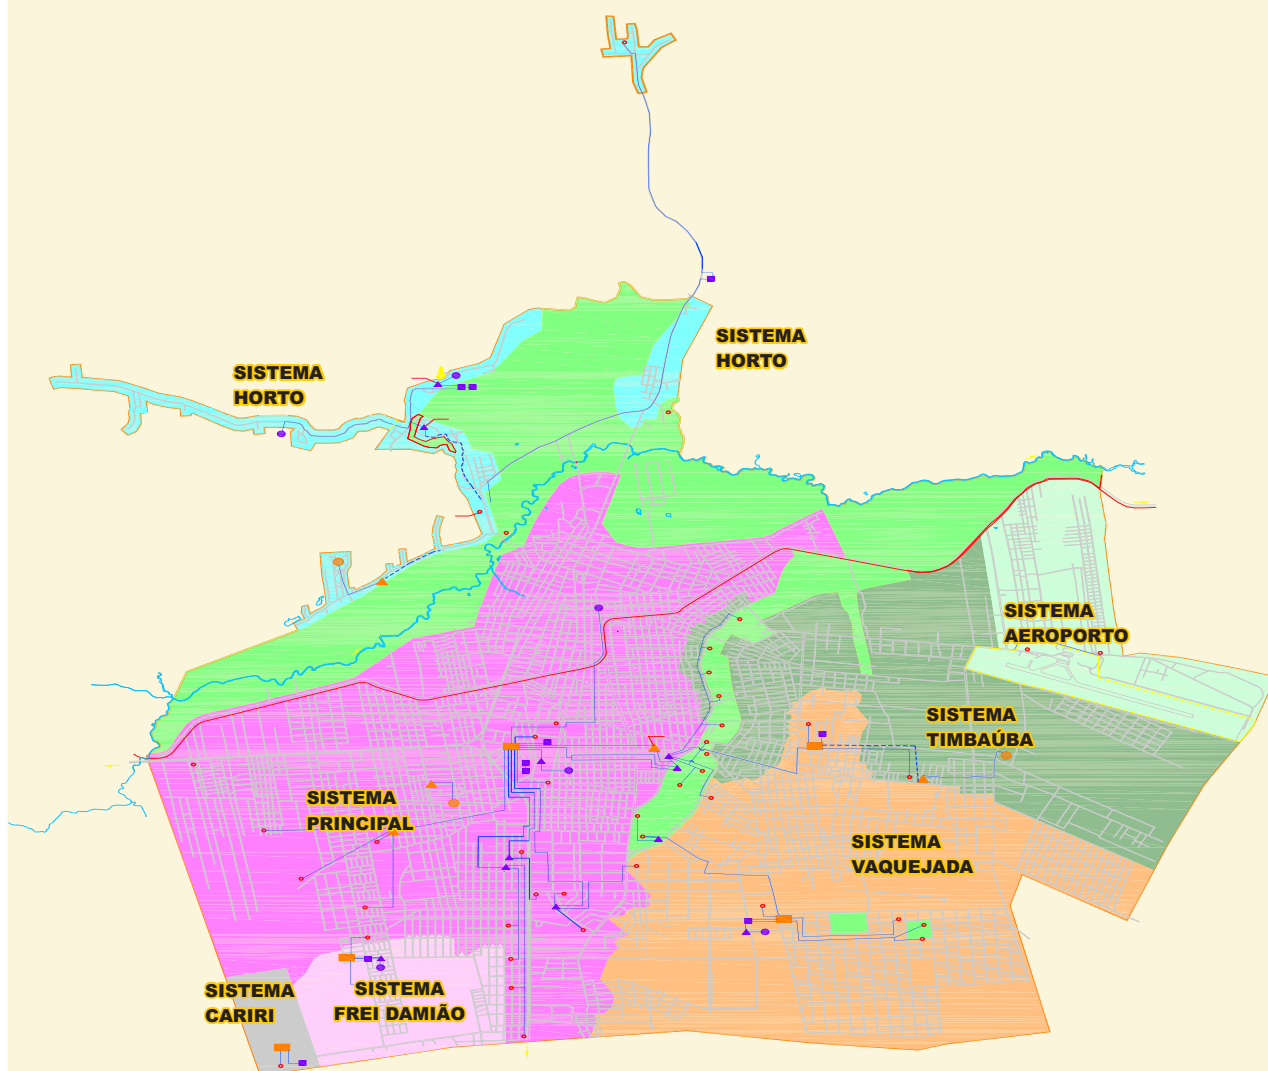 SISTEMA
HORTO
SISTEMA
HORTO
SISTEMA
AEROPORTO
SISTEMA
TIMBAÚBA
SISTEMA
PRINCIPAL
SISTEMA
VAQUEJADA
SISTEMA
CARIRI
SISTEMA
FREI DAMIÃO